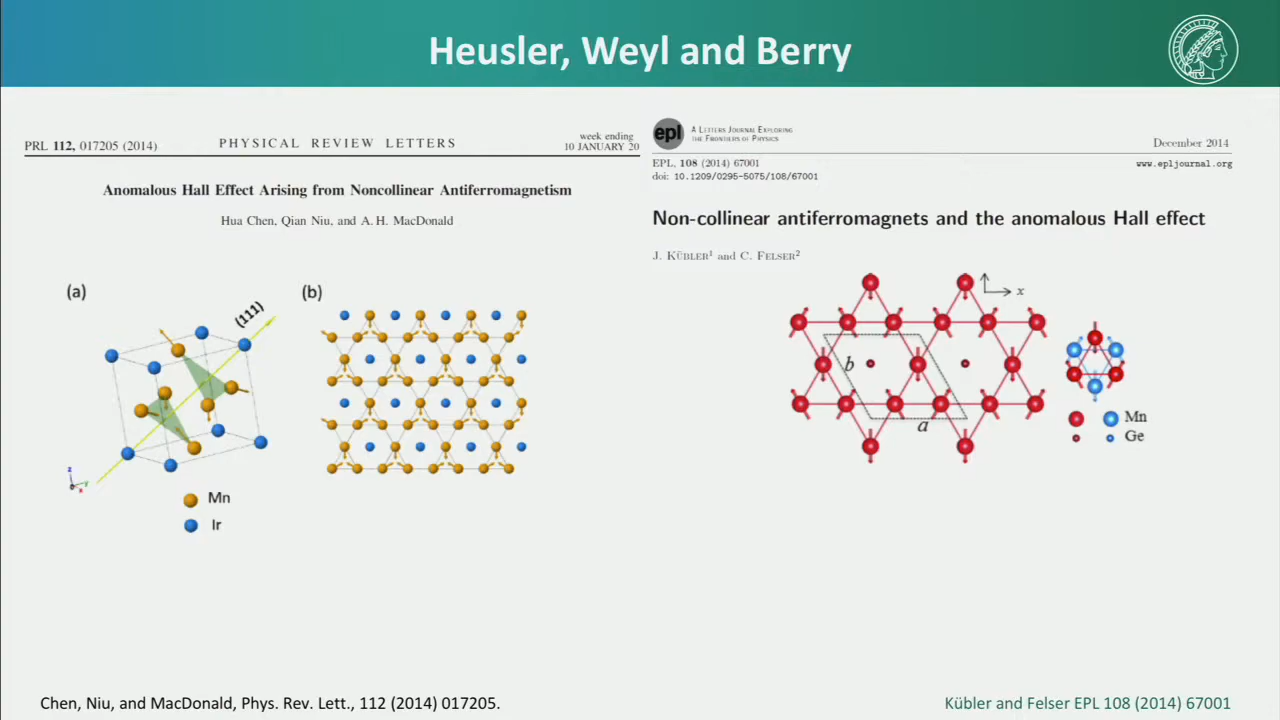 Heusler, Weyl and Berry
PRL 112, 017205 (2014)
PHYSICAL REVIEW LETTERS
week ending
10 JANUARY 20
Anomalous Hall Effect Arising from Noncollinear Antiferromagnetism
Hua Chen, Qian Niu, and A. H. MacDonald
(a)
(111)
z
y
x
Mn
Ir
(b)
epl
A LETTERS JOURNAL EXPLORING
THE FRONTIERS OF PHYSICS
December 2014
EPL, 108 (2014) 67001
www.epljournal.org
doi: 10.1209/0295-5075/108/67001
Non-collinear antiferromagnets and the anomalous Hall effect
J. KÜBLER1 and C. FELSER2
x
b
a
Mn
Ge
Chen, Niu, and MacDonald, Phys. Rev. Lett., 112 (2014) 017205.
Kübler and Felser EPL 108 (2014) 67001